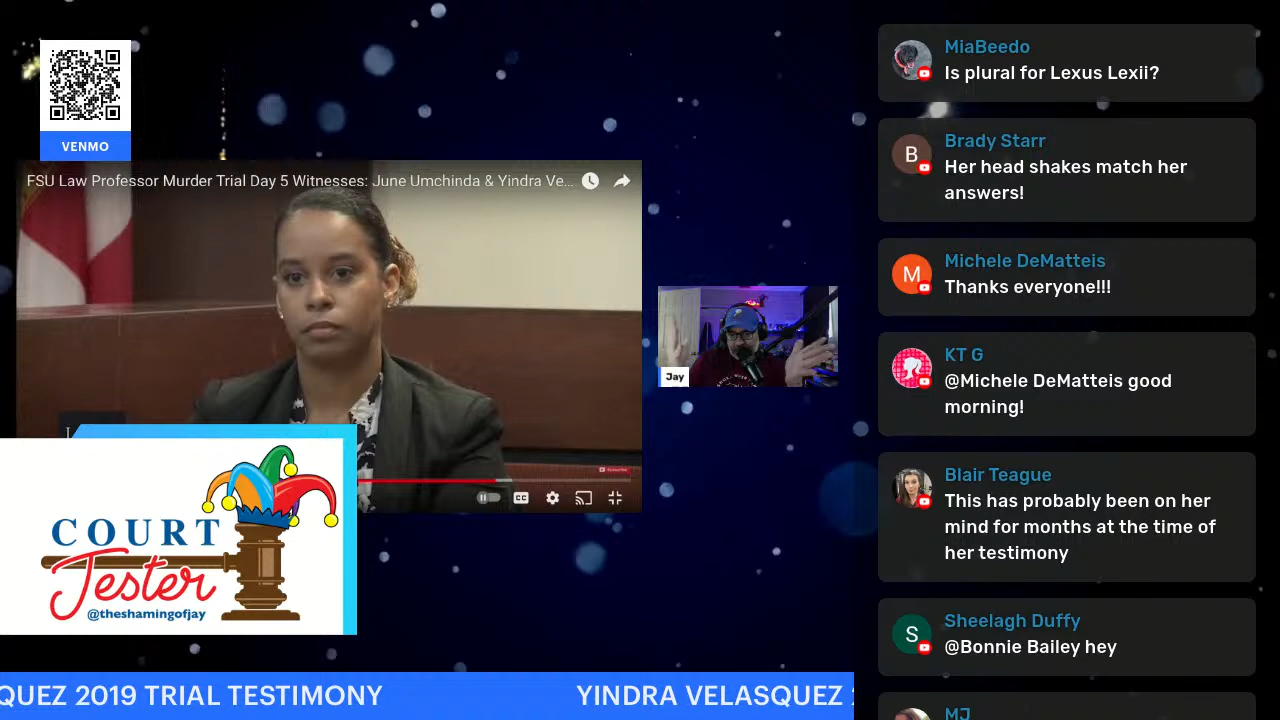 VENMO
FSU Law Professor Murder Trial Day 5 Witnesses: June Umchinda & Yindra Ve...
Subscribe
CC
Jay
COURT
Jester
@theshamingofjay
QUEZ 2019 TRIAL TESTIMONY
YINDRA VELASQUEZ
MiaBeedo
Is plural for Lexus Lexii?
B
Brady Starr
Her head shakes match her
answers!
M
Michele DeMatteis
Thanks everyone!!!
KT G
@Michele DeMatteis good
morning!
Blair Teague
This has probably been on her
mind for months at the time of
her testimony
S
Sheelagh Duffy
@Bonnie Bailey hey
MJ